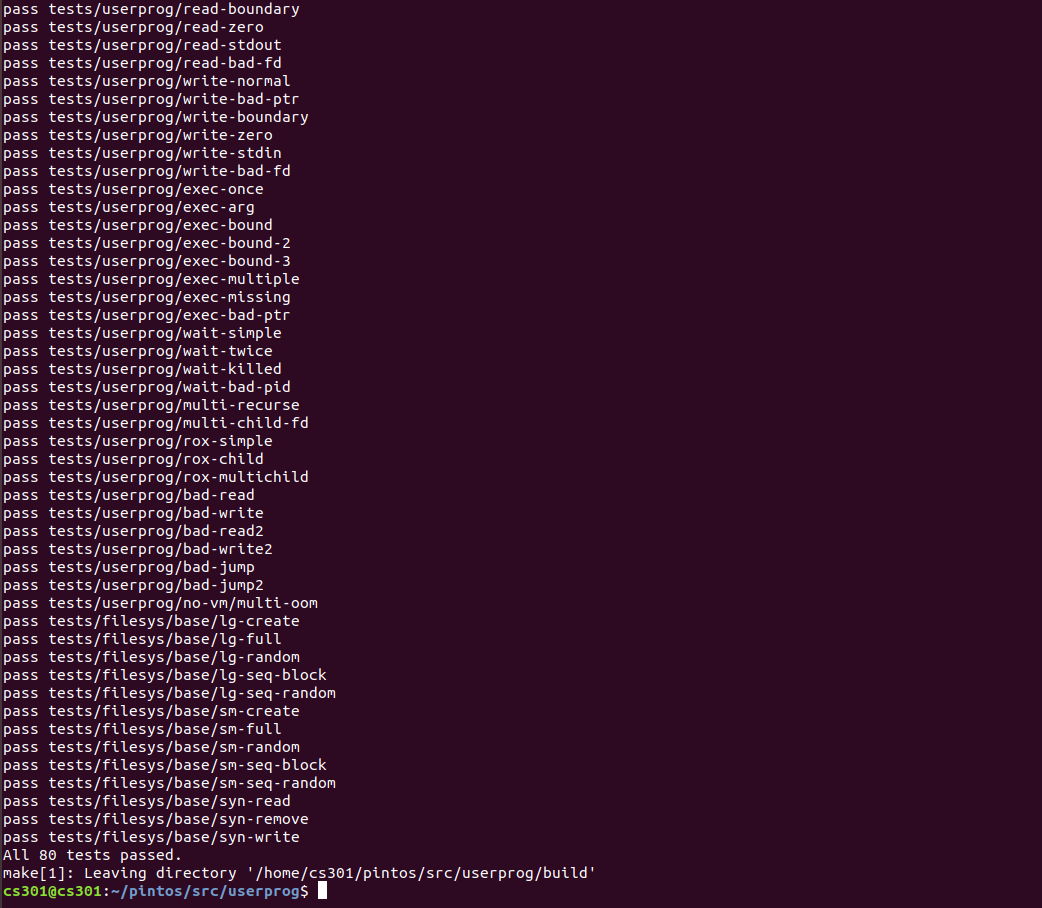 pass tests/userprog/read-boundary
pass tests/userprog/read-zero
pass tests/userprog/read-stdout
pass tests/userprog/read-bad-fd
pass tests/userprog/write-normal
pass tests/userprog/write-bad-ptr
pass tests/userprog/write-boundary
pass tests/userprog/write-zero
pass tests/userprog/write-stdin
pass tests/userprog/write-bad-fd
pass tests/userprog/exec-once
pass tests/userprog/exec-arg
pass tests/userprog/exec-bound
pass tests/userprog/exec-bound-2
pass tests/userprog/exec-bound-3
pass tests/userprog/exec-multiple
pass tests/userprog/exec-missing
pass tests/userprog/exec-bad-ptr
pass tests/userprog/wait-simple
pass tests/userprog/wait-twice
pass tests/userprog/wait-killed
pass tests/userprog/wait-bad-pid
pass tests/userprog/multi-recurse
pass tests/userprog/multi-child-fd
pass tests/userprog/rox-simple
pass tests/userprog/rox-child
pass tests/userprog/rox-multichild
pass tests/userprog/bad-read
pass tests/userprog/bad-write
pass tests/userprog/bad-read2
pass tests/userprog/bad-write2
pass tests/userprog/bad-jump
pass tests/userprog/bad-jump2
pass tests/userprog/no-vm/multi-oom
pass tests/filesys/base/lg-create
pass tests/filesys/base/lg-full
pass tests/filesys/base/lg-random
pass tests/filesys/base/lg-seq-block
pass tests/filesys/base/lg-seq-random
pass tests/filesys/base/sm-create
pass tests/filesys/base/sm-full
pass tests/filesys/base/sm-random
pass tests/filesys/base/sm-seq-block
pass tests/filesys/base/sm-seq-random
pass tests/filesys/base/syn-read
pass tests/filesys/base/syn-remove
pass tests/filesys/base/syn-write
All 80 tests passed.
make[1]: Leaving directory '/home/cs301/pintos/src/userprog/build'
cs301@cs301:~/pintos/src/userprog$